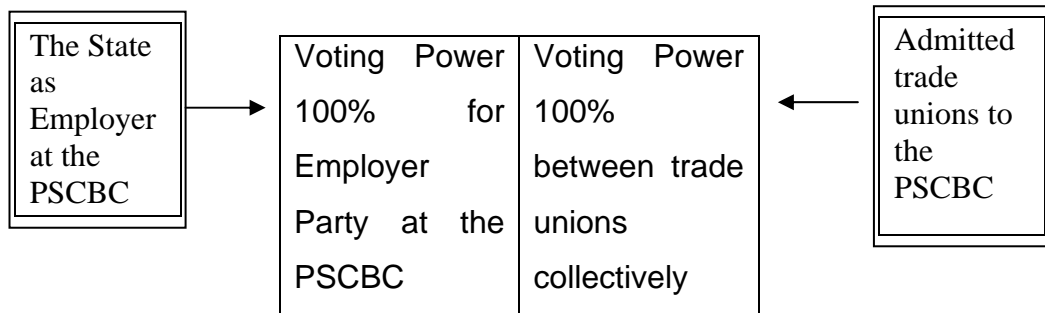 The State
as
Employer
at the
PSCBC
Voting Power
100% for
Employer
Party at the
PSCBC
Voting Power
100%
between trade
unions
collectively
Admitted
trade
unions to
the
PSCBC